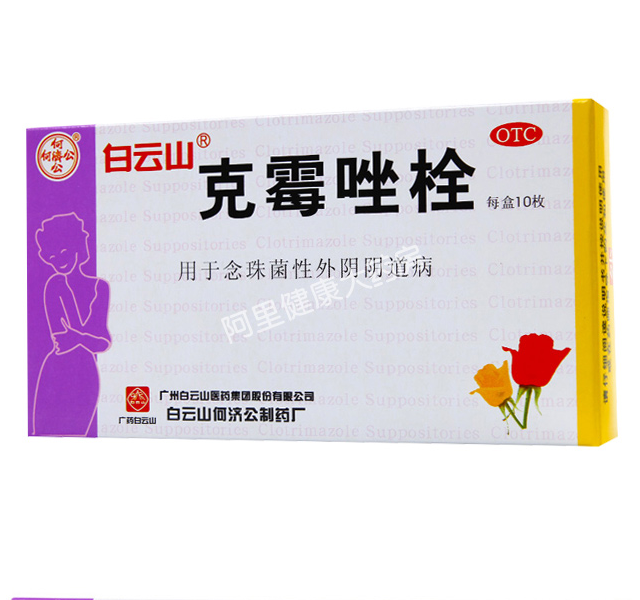 何
何濟公
公
®
白云山®
克霉唑栓
OTC
每盒10枚
用于念珠菌性外阴阴道病
阿里健康大药房
广药白云山
广州白云山医药集团股份有限公司
白云山何济公制药厂
Clotrimazole Suppositories